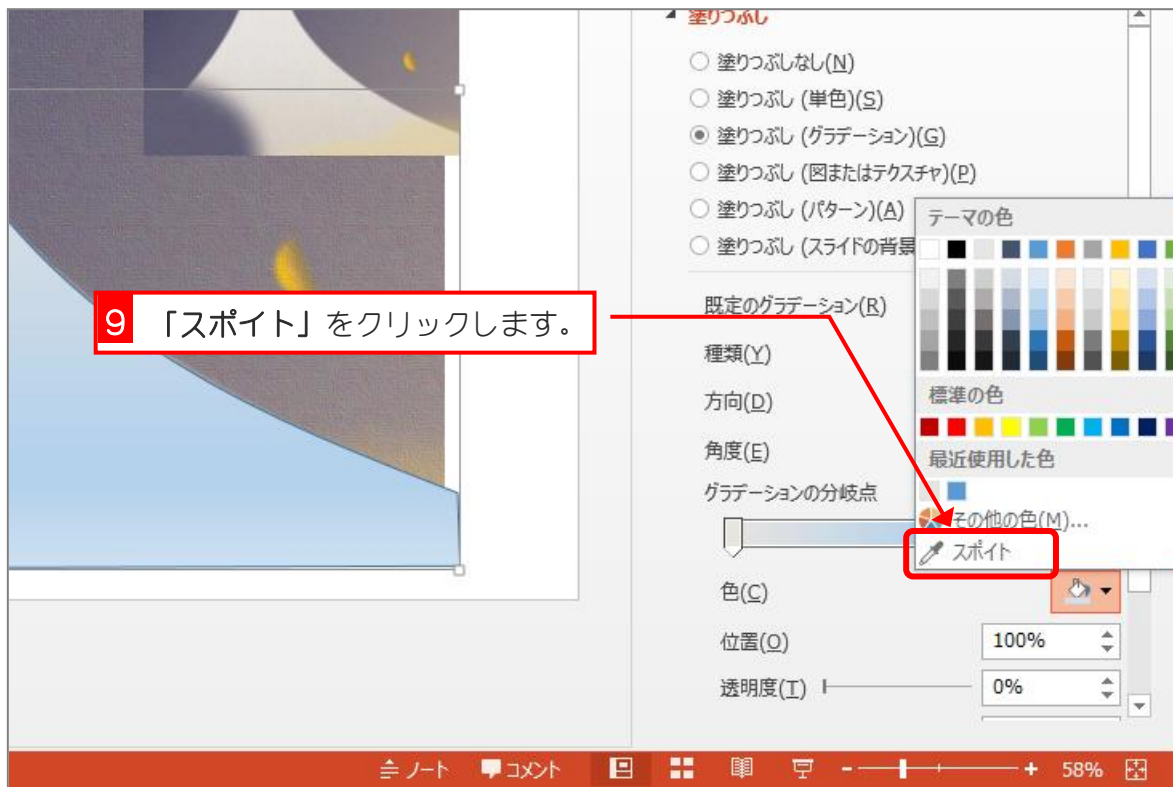 塗りつぶし
塗りつぶしなし(N)
塗りつぶし (単色)(S)
塗りつぶし (グラデーション)(G)
塗りつぶし (図またはテクスチャ)(P)
塗りつぶし (パターン)(A)
塗りつぶし (スライドの背景
テーマの色
9 「スポイト」をクリックします。
既定のグラデーション(R)
種類(Y)
方向(D)
標準の色
角度(E)
最近使用した色
グラデーションの分岐点
その他の色(M)...
スポイト
色(C)
位置(O) 100%
透明度(T) 0%
ノート コメント 58%